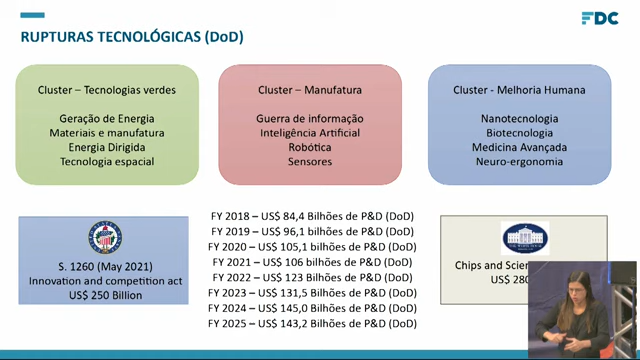 FDC
RUPTURAS TECNOLÓGICAS (DoD)
Cluster – Tecnologias verdes
Geração de Energia
Materiais e manufatura
Energia Dirigida
Tecnologia espacial
Cluster – Manufatura
Guerra de informação
Inteligência Artificial
Robótica
Sensores
Cluster - Melhoria Humana
Nanotecnologia
Biotecnologia
Medicina Avançada
Neuro-ergonomia
S. 1260 (May 2021)
Innovation and competition act
US$ 250 Billion
FY 2018 – US$ 84,4 Bilhões de P&D (DoD)
FY 2019 – US$ 96,1 bilhões de P&D (DoD)
FY 2020 – US$ 105,1 bilhões de P&D (DoD)
FY 2021 – US$ 106 bilhões de P&D (DoD)
FY 2022 – US$ 123 Bilhões de P&D (DoD)
FY 2023 – US$ 131,5 Bilhões de P&D (DoD)
FY 2024 – US$ 145,0 Bilhões de P&D (DoD)
FY 2025 – US$ 143,2 Bilhões de P&D (DoD)
Chips and
US$ 280